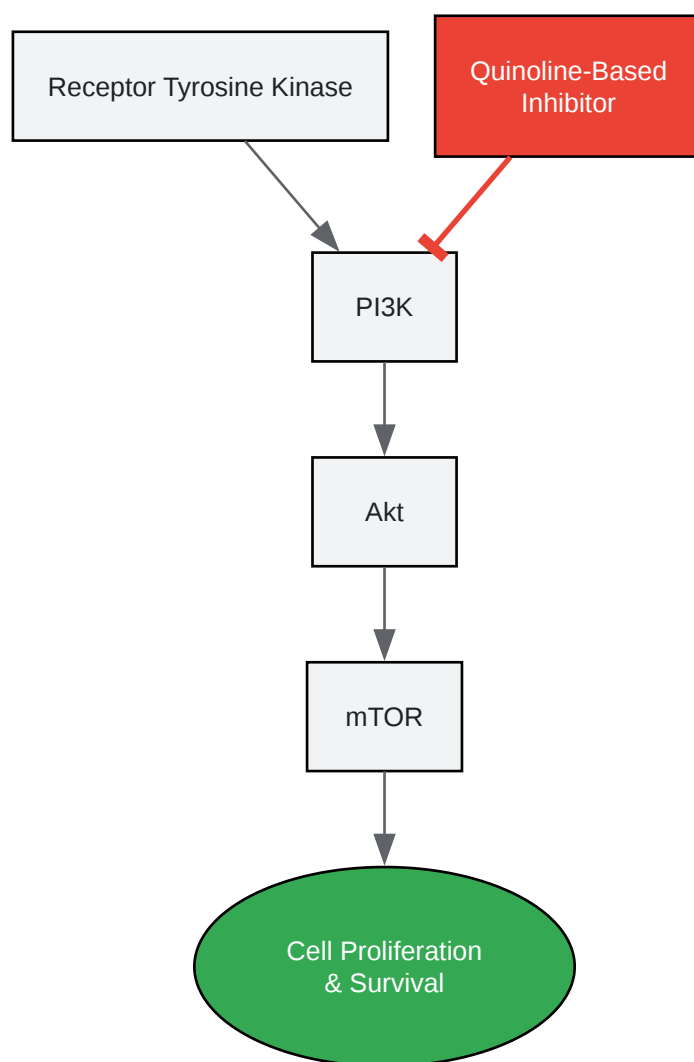 Receptor Tyrosine Kinase
Quinoline-Based
Inhibitor
PI3K
Akt
mTOR
Cell Proliferation
& Survival